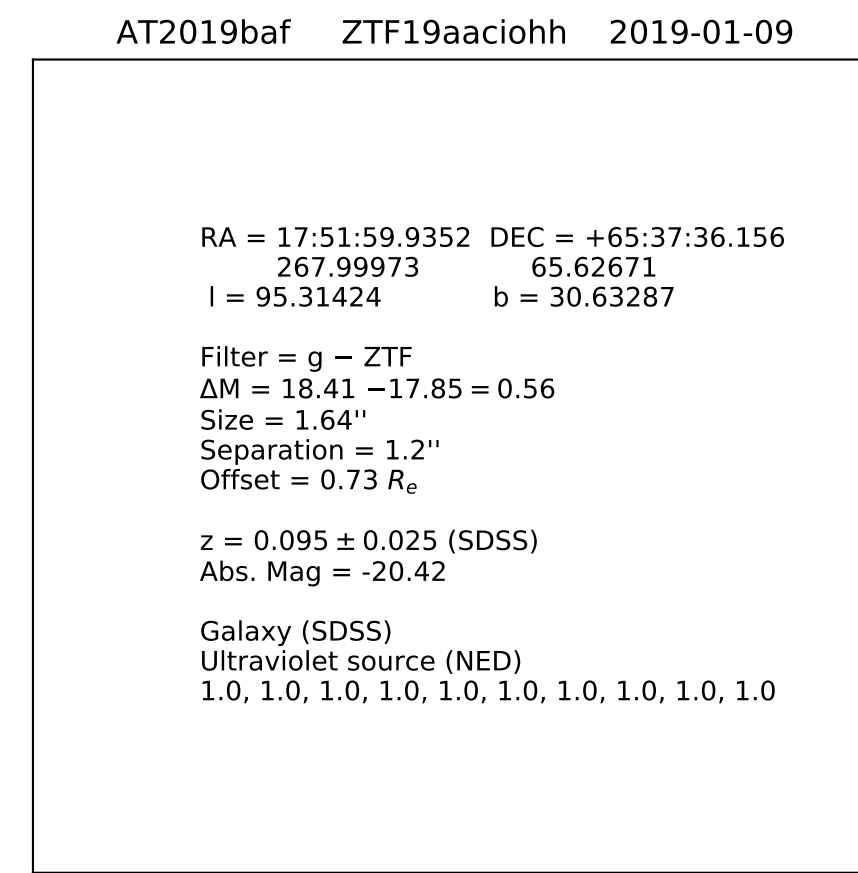 AT2019baf ZTF19aaciohh 2019-01-09
RA = 17:51:59.9352 DEC = +65:37:36.156
267.99973 65.62671
l = 95.31424 b = 30.63287
Filter = g − ZTF
ΔM = 18.41 −17.85 = 0.56
Size = 1.64''
Separation = 1.2''
Offset = 0.73 Rₑ
z = 0.095 ± 0.025 (SDSS)
Abs. Mag = -20.42
Galaxy (SDSS)
Ultraviolet source (NED)
1.0, 1.0, 1.0, 1.0, 1.0, 1.0, 1.0, 1.0, 1.0, 1.0